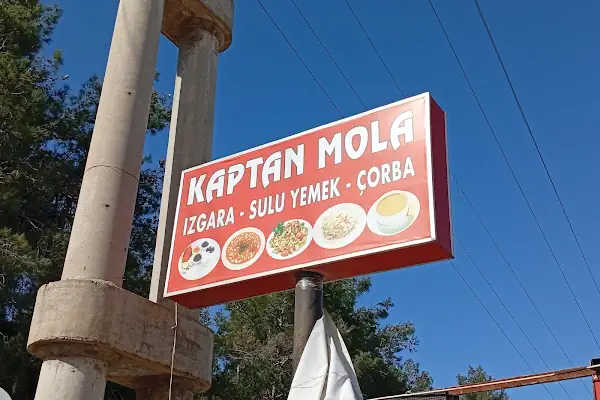 KAPTAN MOLA
IZGARA - SULU YEMEK - ÇORBA